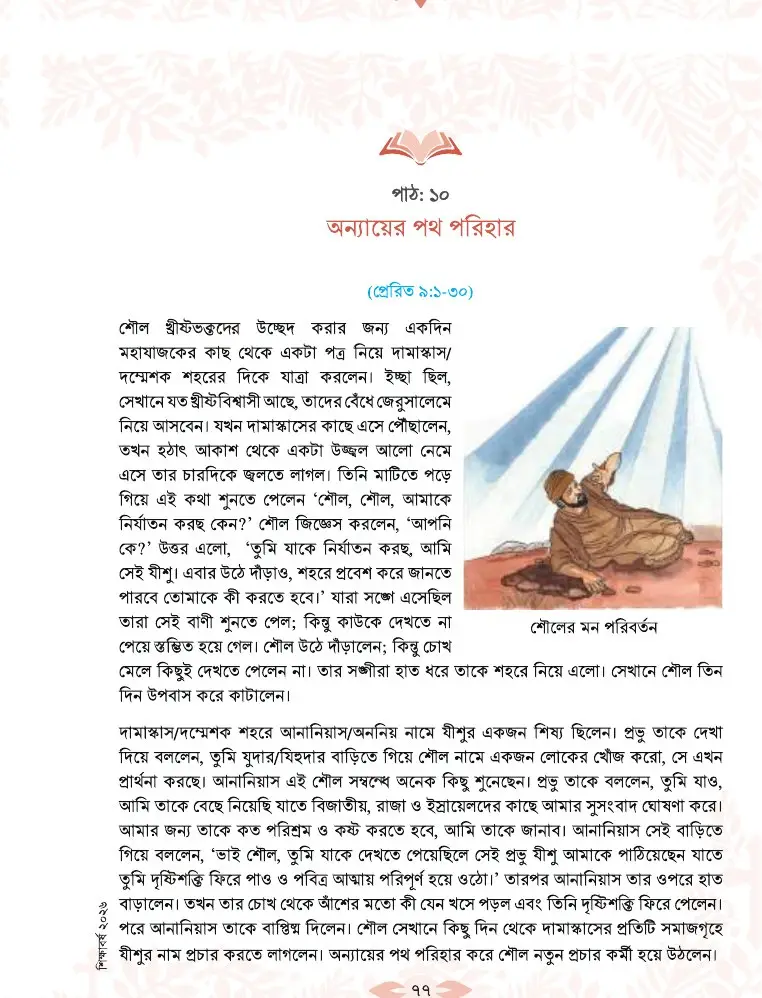 পাঠ: ১০
অন্যায়ের পথ পরিহার
(প্রেরিত ৯:১-৩০)
শৌল খ্রীষ্টভক্তদের উচ্ছেদ করার জন্য একদিন
মহাযাজকের কাছ থেকে একটা পত্র নিয়ে দামাস্কাস/
দম্মেশক শহরের দিকে যাত্রা করলেন। ইচ্ছা ছিল,
সেখানে যত খ্রীষ্টবিশ্বাসী আছে, তাদের বেঁধে জেরুসালেমে
নিয়ে আসবেন। যখন দামাস্কাসের কাছে এসে পৌঁছালেন,
তখন হঠাৎ আকাশ থেকে একটা উজ্জ্বল আলো নেমে
এসে তার চারদিকে জ্বলতে লাগল। তিনি মাটিতে পড়ে
গিয়ে এই কথা শুনতে পেলেন ‘শৌল, শৌল, আমাকে
নির্যাতন করছ কেন?’ শৌল জিজ্ঞেস করলেন, ‘আপনি
কে?’ উত্তর এলো, ‘তুমি যাকে নির্যাতন করছ, আমি
সেই যীশু। এবার উঠে দাঁড়াও, শহরে প্রবেশ করে জানতে
পারবে তোমাকে কী করতে হবে।’ যারা সঙ্গে এসেছিল
তারা সেই বাণী শুনতে পেল; কিন্তু কাউকে দেখতে না
পেয়ে স্তম্ভিত হয়ে গেল। শৌল উঠে দাঁড়ালেন; কিন্তু চোখ
মেলে কিছুই দেখতে পেলেন না। তার সঙ্গীরা হাত ধরে তাকে শহরে নিয়ে এলো। সেখানে শৌল তিন
দিন উপবাস করে কাটালেন।
শৌলের মন পরিবর্তন
দামাস্কাস/দম্মেশক শহরে আনানিয়াস/অননিয় নামে যীশুর একজন শিষ্য ছিলেন। প্রভু তাকে দেখা
দিয়ে বললেন, তুমি যুদার/যিহুদার বাড়িতে গিয়ে শৌল নামে একজন লোকের খোঁজ করো, সে এখন
প্রার্থনা করছে। আনানিয়াস এই শৌল সম্বন্ধে অনেক কিছু শুনেছেন। প্রভু তাকে বললেন, তুমি যাও,
আমি তাকে বেছে নিয়েছি যাতে বিজাতীয়, রাজা ও ইস্রায়েলদের কাছে আমার সুসংবাদ ঘোষণা করে।
আমার জন্য তাকে কত পরিশ্রম ও কষ্ট করতে হবে, আমি তাকে জানাব। আনানিয়াস সেই বাড়িতে
গিয়ে বললেন, ‘ভাই শৌল, তুমি যাকে দেখতে পেয়েছিলে সেই প্রভু যীশু আমাকে পাঠিয়েছেন যাতে
তুমি দৃষ্টিশক্তি ফিরে পাও ও পবিত্র আত্মায় পরিপূর্ণ হয়ে ওঠো।’ তারপর আনানিয়াস তার ওপরে হাত
বাড়ালেন। তখন তার চোখ থেকে আঁশের মতো কী যেন খসে পড়ল এবং তিনি দৃষ্টিশক্তি ফিরে পেলেন।
পরে আনানিয়াস তাকে বাপ্তিষ্ম দিলেন। শৌল সেখানে কিছু দিন থেকে দামাস্কাসের প্রতিটি সমাজগৃহে
যীশুর নাম প্রচার করতে লাগলেন। অন্যায়ের পথ পরিহার করে শৌল নতুন প্রচার কর্মী হয়ে উঠলেন।
শিক্ষাবর্ষ ২০২৬
৭৭